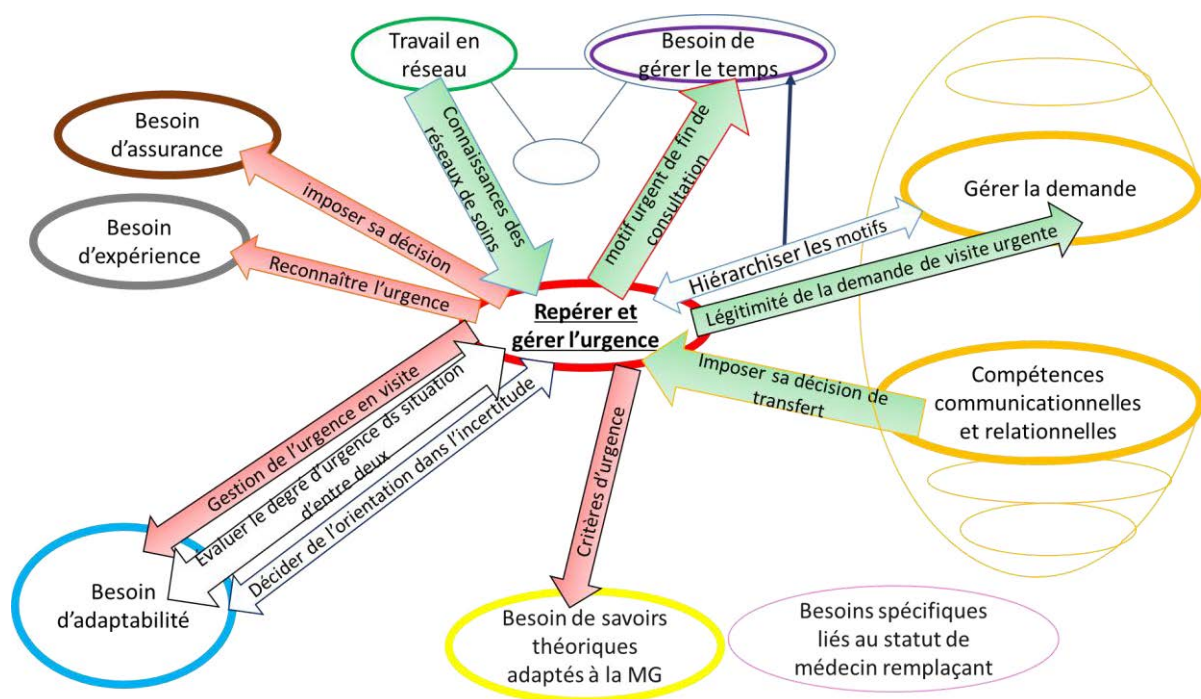 Travail en
réseau
Besoin de
gérer le temps
Besoin
d'assurance
Connaissances des
réseaux de soins
motif urgent de fin de
consultation
Gérer la demande
imposer sa décision
Besoin
d'expérience
Reconnaître l'urgence
Hiérarchiser les motifs
Légitimité de la demande de visite urgente
Repérer et
gérer l'urgence
Imposer sa décision de
transfert
Compétences
communicationnelles
et relationnelles
Gestion de l'urgence en visite
Evaluer le degré d'urgence ds situation
d'entre deux
Décider de l'orientation dans l'incertitude
Critères d'urgence
Besoin
d'adaptabilité
Besoin de savoirs
théoriques
adaptés à la MG
Besoins spécifiques
liés au statut de
médecin remplaçant